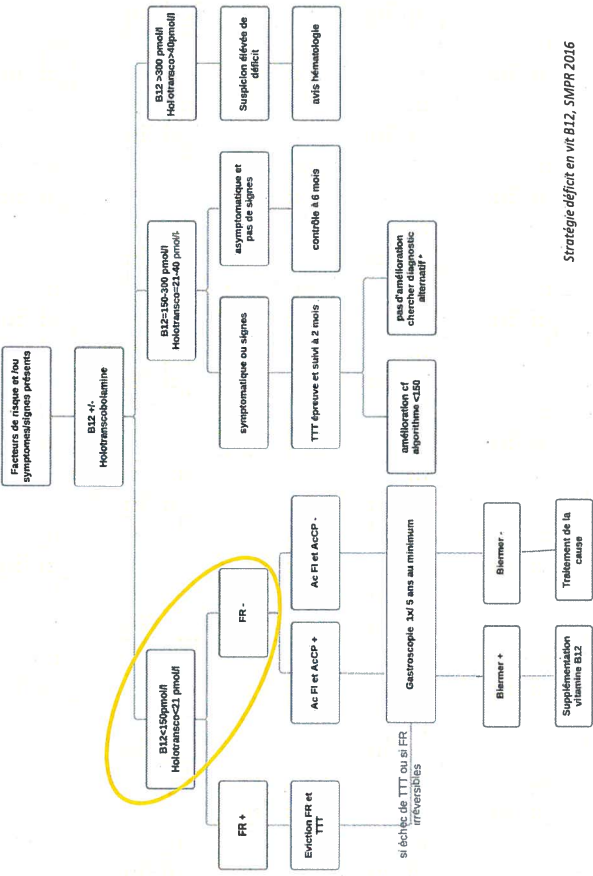 Facteurs de risque et /ou
symptomes/signes présents
B12 +/-
Holotranscobolamine
B12<150pmol/l
Holotransco<21 pmol/l
B12=150-300 pmol/l
Holotransco=21-40 pmol/l
B12 >300 pmol/l
Holotransco>40pmol/l
FR +
FR -
symptomatique ou signes
asymptomatique et
pas de signes
Suspicion élévée de
déficit
Eviction FR et
TTT
Ac FI et AcCP +
Ac FI et AcCP -
TTT épreuve et suivi à 2 mois
contrôle à 6 mois
avis hématologie
si échec de TTT ou si FR
irréversibles
Gastroscopie 1x/ 5 ans au minimum
amélioration cf
algorithme <150
pas d'amélioration
chercher diagnostic
alternatif *
Biermer +
Biermer -
Supplémentation
vitamine B12
Traitement de la
cause
Stratégie déficit en vit B12, SMPR 2016